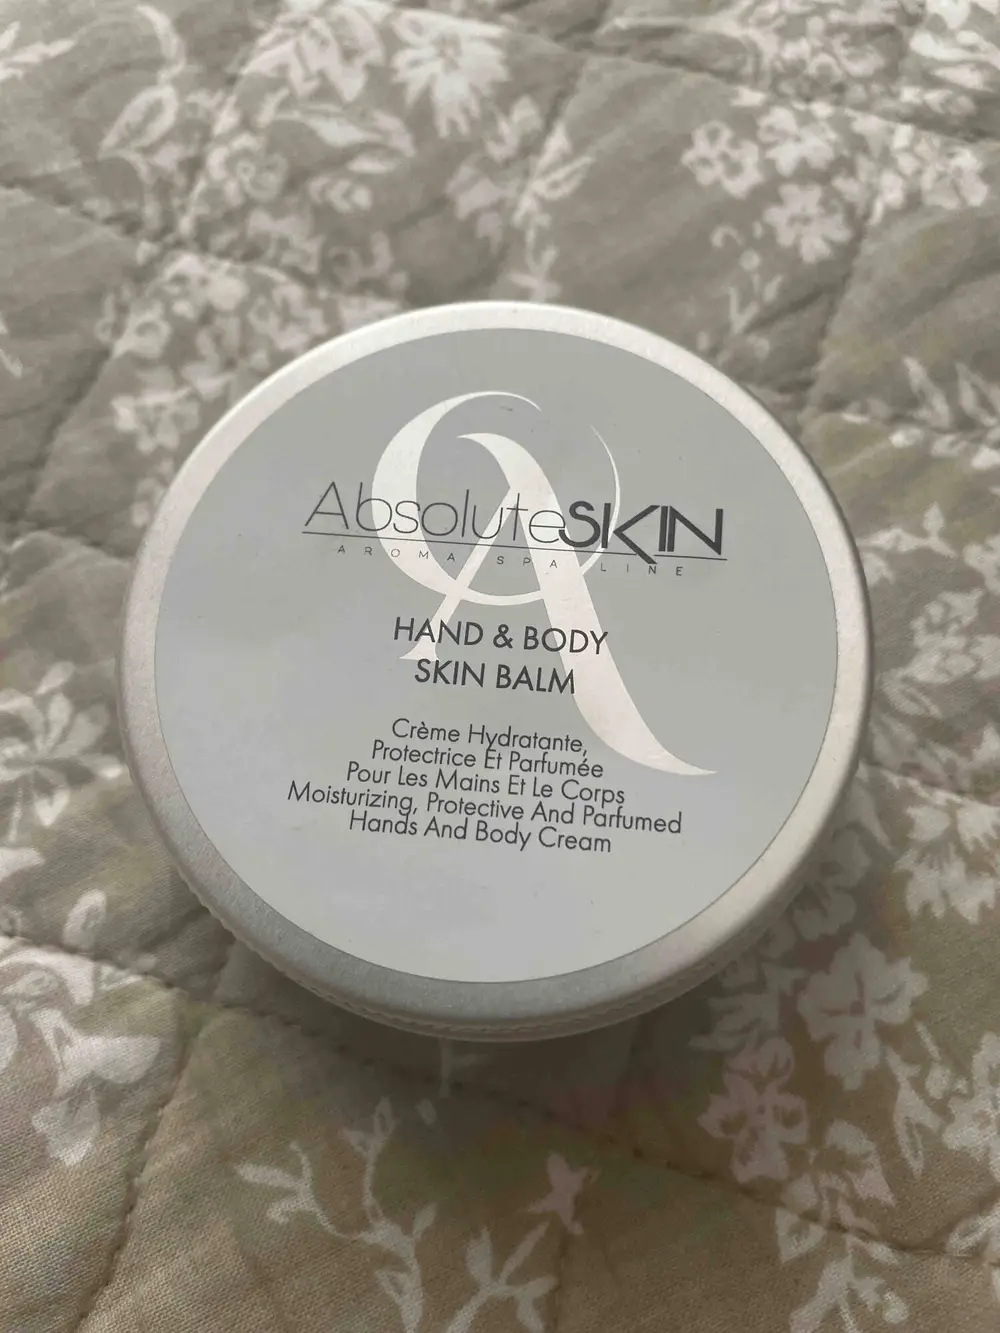 AbsoluteSKIN
AROMA SPA LINE
HAND & BODY
SKIN BALM
Crème Hydratante,
Protectrice Et Parfumée
Pour Les Mains Et Le Corps
Moisturizing, Protective And Parfumed
Hands And Body Cream